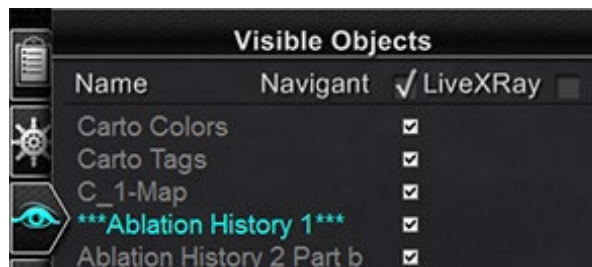 Visible Objects
Name Navigant LiveXRay
Carto Colors
Carto Tags
C_1-Map
***Ablation History 1***
Ablation History 2 Part b